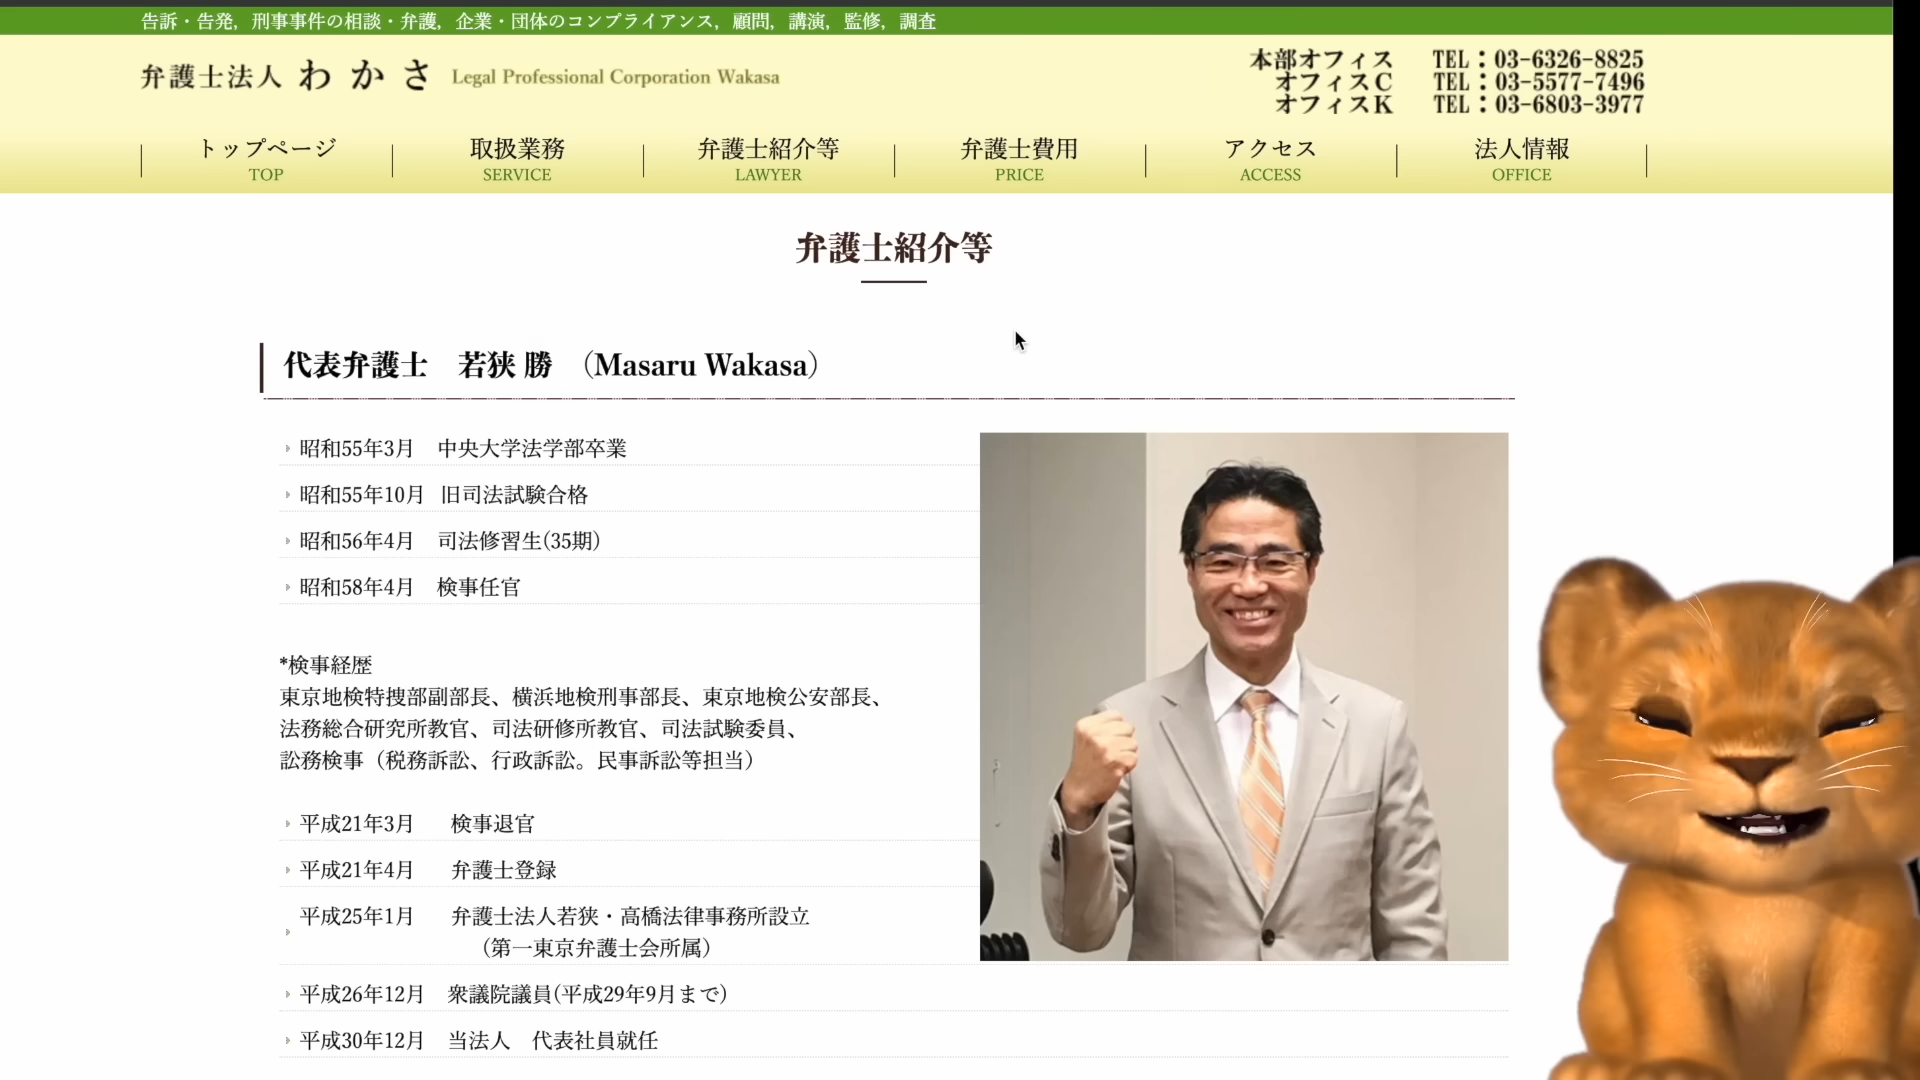 告訴・告発，刑事事件の相談・弁護，企業・団体のコンプライアンス，顧問，講演，監修，調査
弁護士法人 わかさ Legal Professional Corporation Wakasa
本部オフィス TEL：03-6326-8825
オフィスC TEL：03-5577-7496
オフィスK TEL：03-6803-3977
トップページ 取扱業務 弁護士紹介等 弁護士費用 アクセス 法人情報
TOP SERVICE LAWYER PRICE ACCESS OFFICE
弁護士紹介等
代表弁護士　若狭 勝　（Masaru Wakasa）
昭和55年3月　中央大学法学部卒業
昭和55年10月　旧司法試験合格
昭和56年4月　司法修習生(35期)
昭和58年4月　検事任官
*検事経歴
東京地検特捜部副部長、横浜地検刑事部長、東京地検公安部長、
法務総合研究所教官、司法研修所教官、司法試験委員、
訟務検事（税務訴訟、行政訴訟。民事訴訟等担当）
平成21年3月　検事退官
平成21年4月　弁護士登録
平成25年1月　弁護士法人若狭・高橋法律事務所設立
（第一東京弁護士会所属）
平成26年12月　衆議院議員(平成29年9月まで)
平成30年12月　当法人　代表社員就任